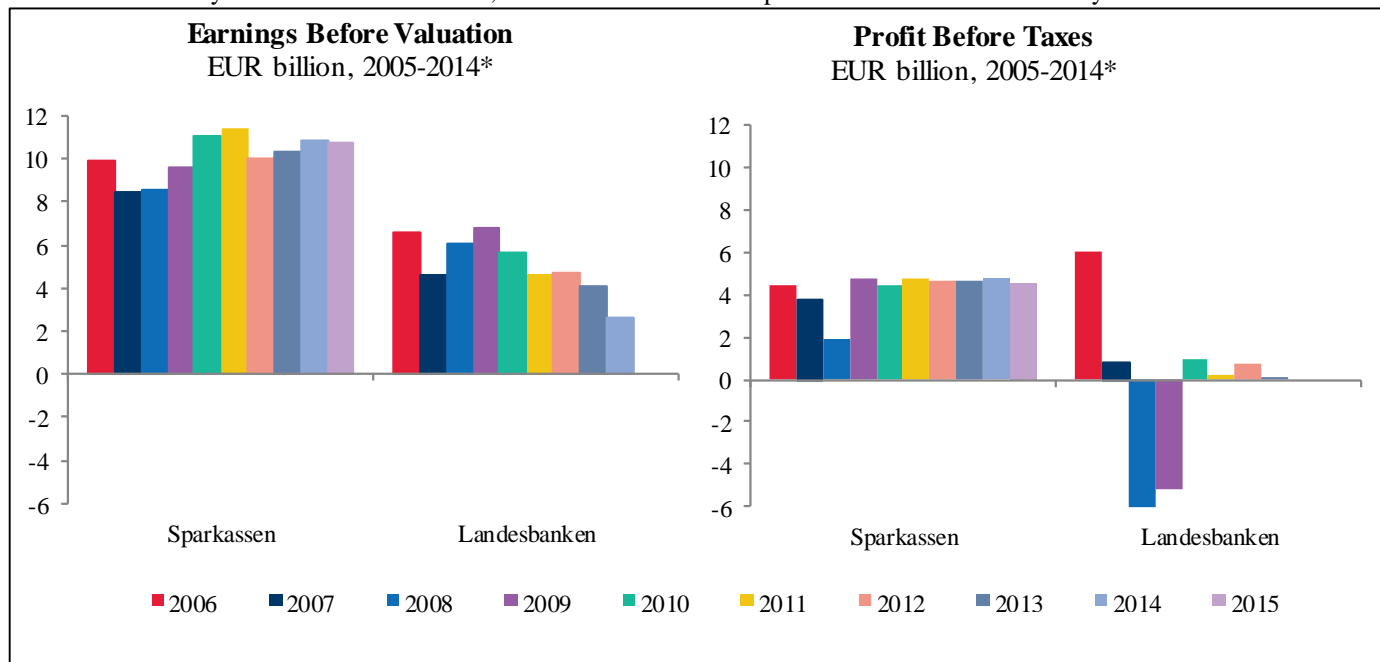 Earnings Before Valuation
EUR billion, 2005-2014*
12
10
8
6
4
2
0
-2
-4
-6
Sparkassen
Landesbanken
Profit Before Taxes
EUR billion, 2005-2014*
12
10
8
6
4
2
0
-2
-4
-6
Sparkassen
Landesbanken
2006 2007 2008 2009 2010 2011 2012 2013 2014 2015